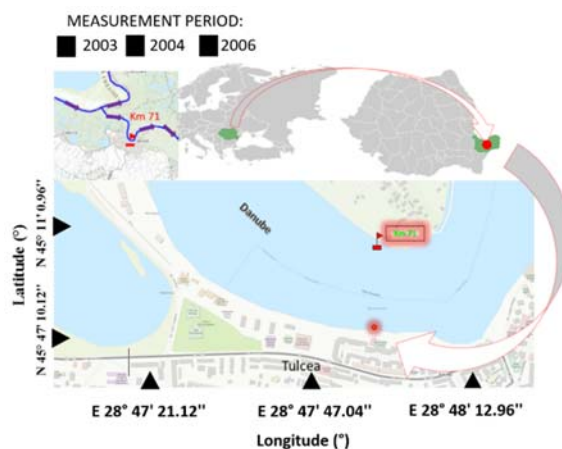 MEASUREMENT PERIOD:
2003 2004 2006
Km 71
Danube
Km 71
Tulcea
N 45° 11' 0.96''
N 45° 47' 10.12''
Latitude (°)
E 28° 47' 21.12'' E 28° 47' 47.04'' E 28° 48' 12.96''
Longitude (°)